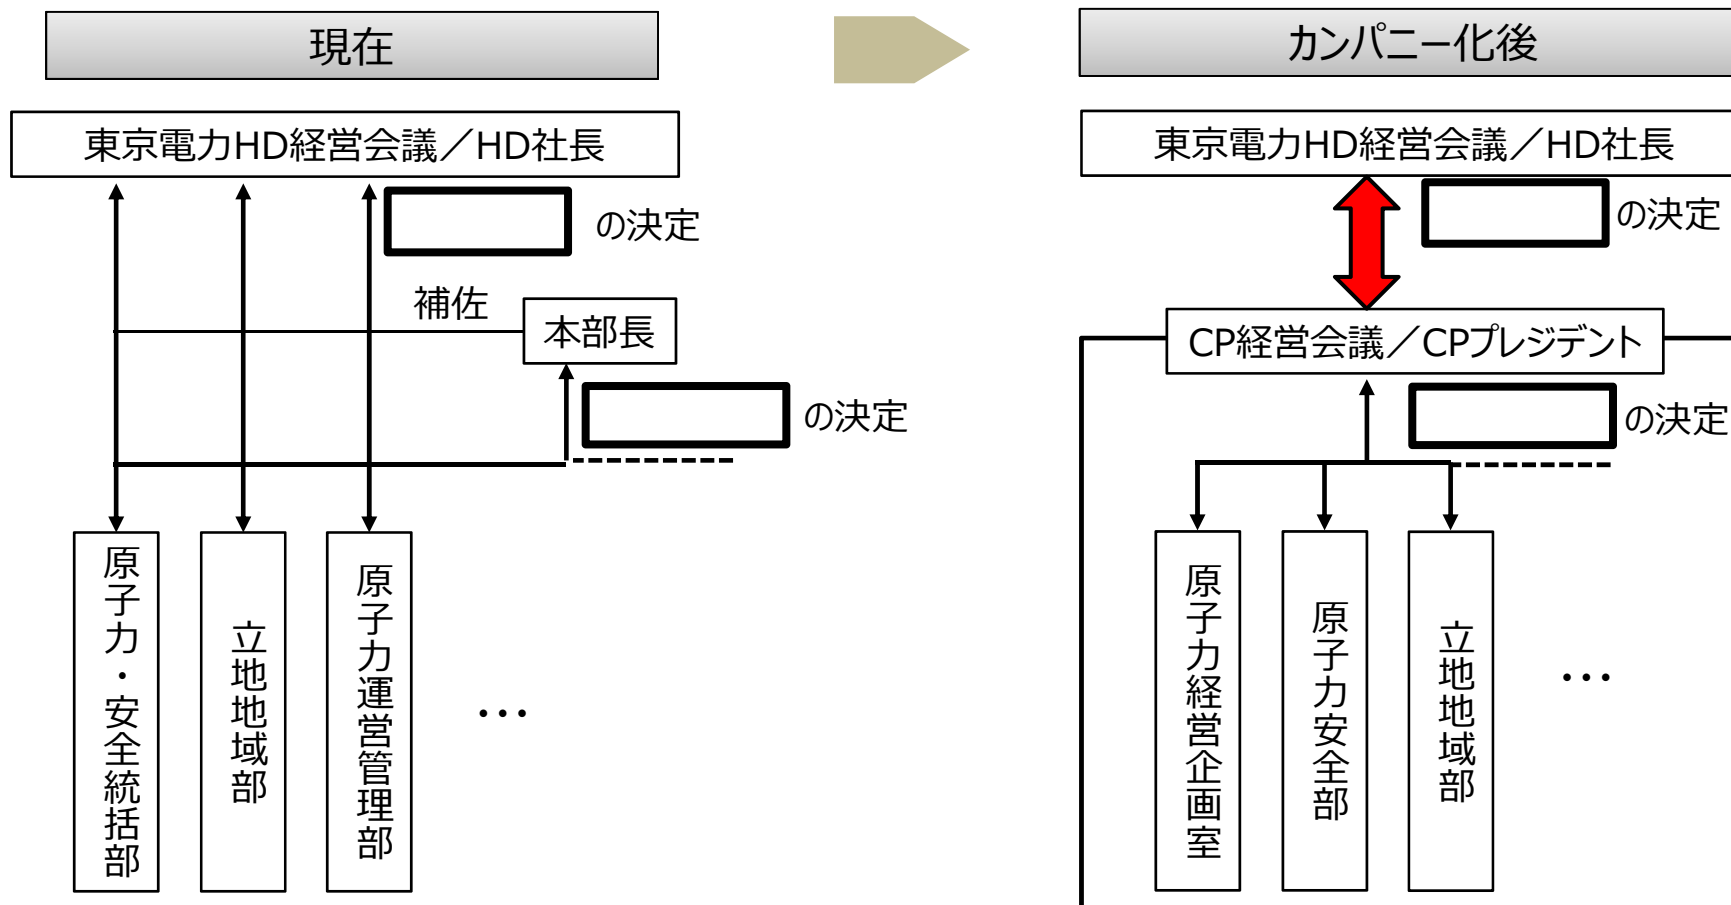 現在
カンパニー化後
東京電力HD経営会議／HD社長
の決定
補佐
本部長
の決定
原子力・安全統括部
立地地域部
原子力運営管理部
…
東京電力HD経営会議／HD社長
の決定
CP経営会議／CPプレジデント
の決定
原子力経営企画室
原子力安全部
立地地域部
…